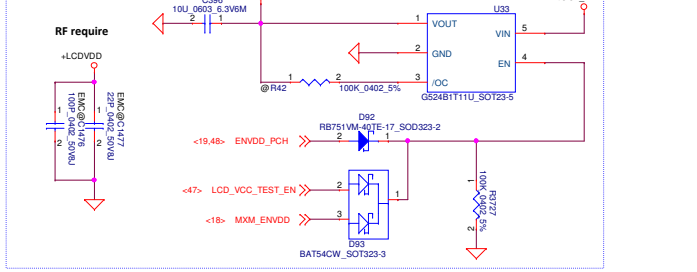 C396
10U_0603_6.3V6M
2
1
RF require
+LCDVDD
EMC@C1477
22P_0402_50V8J
EMC@C1476
100P_0402_50V8J
1
1
2
2
U33
1
VOUT
VIN
5
2
GND
EN
4
3
/OC
G524B1T11U_SOT23-5
@R42
1
2
100K_0402_5%
D92
RB751VM-40TE-17_SOD323-2
<19,48>
ENVDD_PCH
2
1
<47>
LCD_VCC_TEST_EN
2
1
<18>
MXM_ENVDD
3
D93
BAT54CW_SOT323-3
1
R3727
100K_0402_5%
2